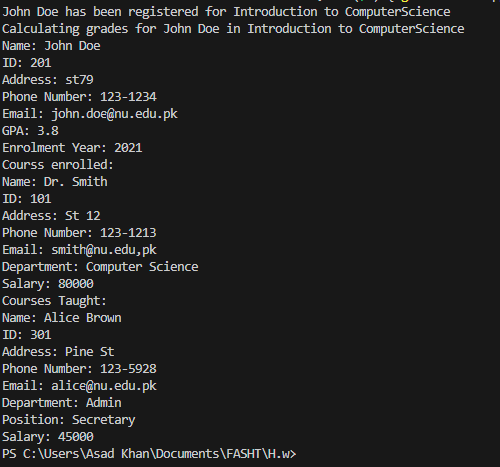 John Doe has been registered for Introduction to ComputerScience
Calculating grades for John Doe in Introduction to ComputerScience
Name: John Doe
ID: 201
Address: st79
Phone Number: 123-1234
Email: john.doe@nu.edu.pk
GPA: 3.8
Enrolment Year: 2021
Courss enrolled:
Name: Dr. Smith
ID: 101
Address: St 12
Phone Number: 123-1213
Email: smith@nu.edu,pk
Department: Computer Science
Salary: 80000
Courses Taught:
Name: Alice Brown
ID: 301
Address: Pine St
Phone Number: 123-5928
Email: alice@nu.edu.pk
Department: Admin
Position: Secretary
Salary: 45000
PS C:\Users\Asad Khan\Documents\FASHT\H.w>